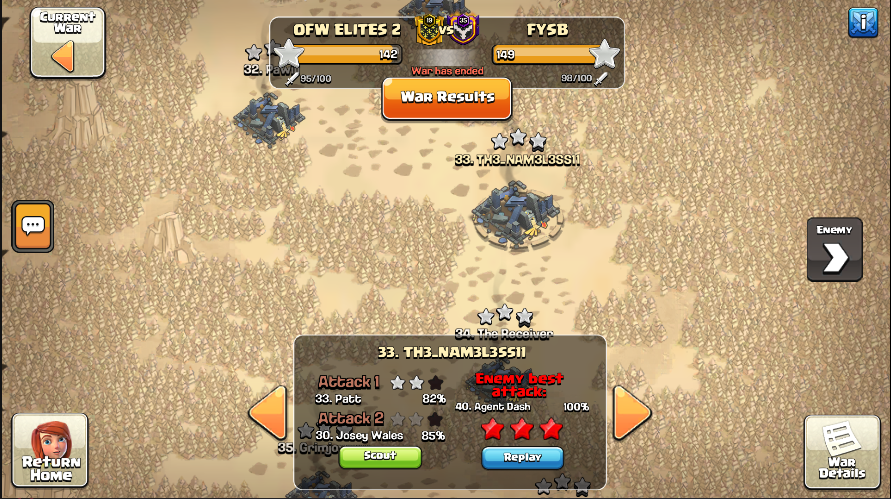 CURRENT
WAR
OFW ELITES 2
19
VS
35
FYSB
142
149
32. Pawi
95/100
War has ended
98/100
War Results
33. TH3_NAM3L3SS11
ENEMY
34. The Receiver
33. TH3_NAM3L3SS11
Attack 1
33. Patt
82%
Attack 2
30. Josey Wales
85%
Enemy best
attack:
40. Agent Dash
100%
35. Grimjo
Scout
Replay
Return
Home
War
Details